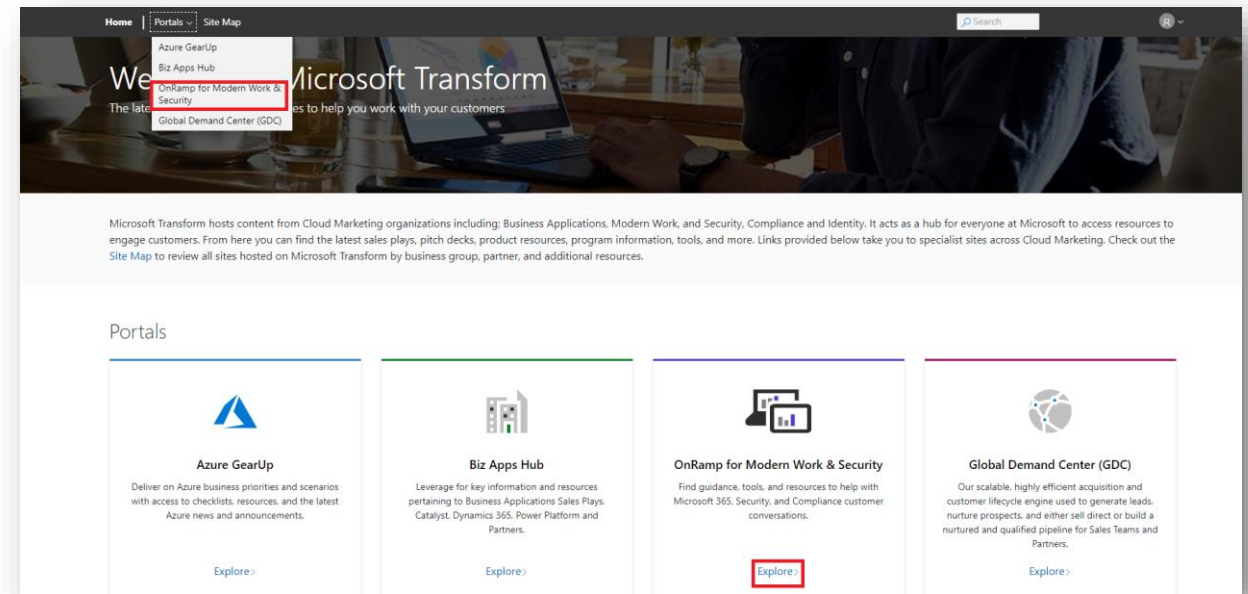 Home | Portals Site Map
Search
Azure GearUp
Biz Apps Hub
OnRamp for Modern Work &
Security
Global Demand Center (GDC)
We Microsoft Transform
The late es to help you work with your customers
Microsoft Transform hosts content from Cloud Marketing organizations including; Business Applications, Modern Work, and Security, Compliance and Identity. It acts as a hub for everyone at Microsoft to access resources to
engage customers. From here you can find the latest sales plays, pitch decks, product resources, program information, tools, and more. Links provided below take you to specialist sites across Cloud Marketing. Check out the
Site Map to review all sites hosted on Microsoft Transform by business group, partner, and additional resources.
Portals
Azure GearUp
Deliver on Azure business priorities and scenarios
with access to checklists, resources, and the latest
Azure news and announcements.
Explore>
Biz Apps Hub
Leverage for key information and resources
pertaining to Business Applications Sales Plays,
Catalyst, Dynamics 365, Power Platform and
Partners.
Explore>
OnRamp for Modern Work & Security
Find guidance, tools, and resources to help with
Microsoft 365, Security, and Compliance customer
conversations.
Explore>
Global Demand Center (GDC)
Our scalable, highly efficient acquisition and
customer lifecycle engine used to generate leads,
nurture prospects, and either sell direct or build a
nurtured and qualified pipeline for Sales Teams and
Partners.
Explore>